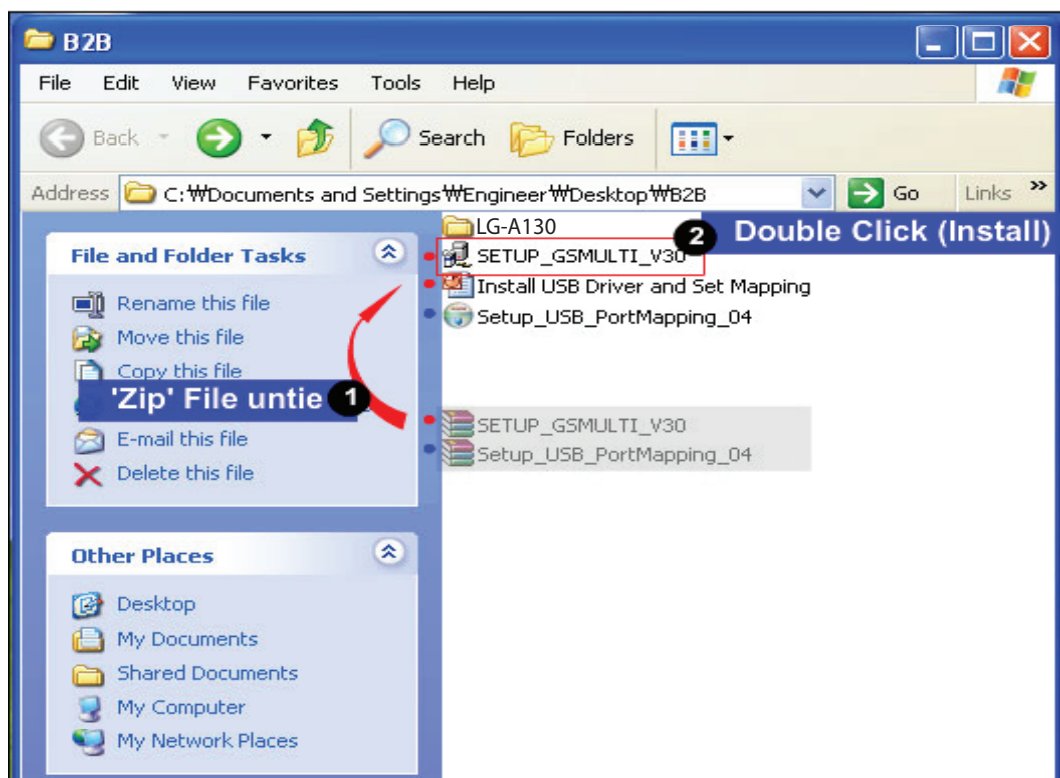 B2B
File Edit View Favorites Tools Help
Back Search Folders
Address C:₩Documents and Settings₩Engineer₩Desktop₩B2B Go Links »
File and Folder Tasks
Rename this file
Move this file
Copy this file
'Zip' File untie 1
E-mail this file
Delete this file
Other Places
Desktop
My Documents
Shared Documents
My Computer
My Network Places
LG-A130
2 Double Click (Install)
SETUP_GSMULTI_V30
Install USB Driver and Set Mapping
Setup_USB_PortMapping_04
SETUP_GSMULTI_V30
Setup_USB_PortMapping_04